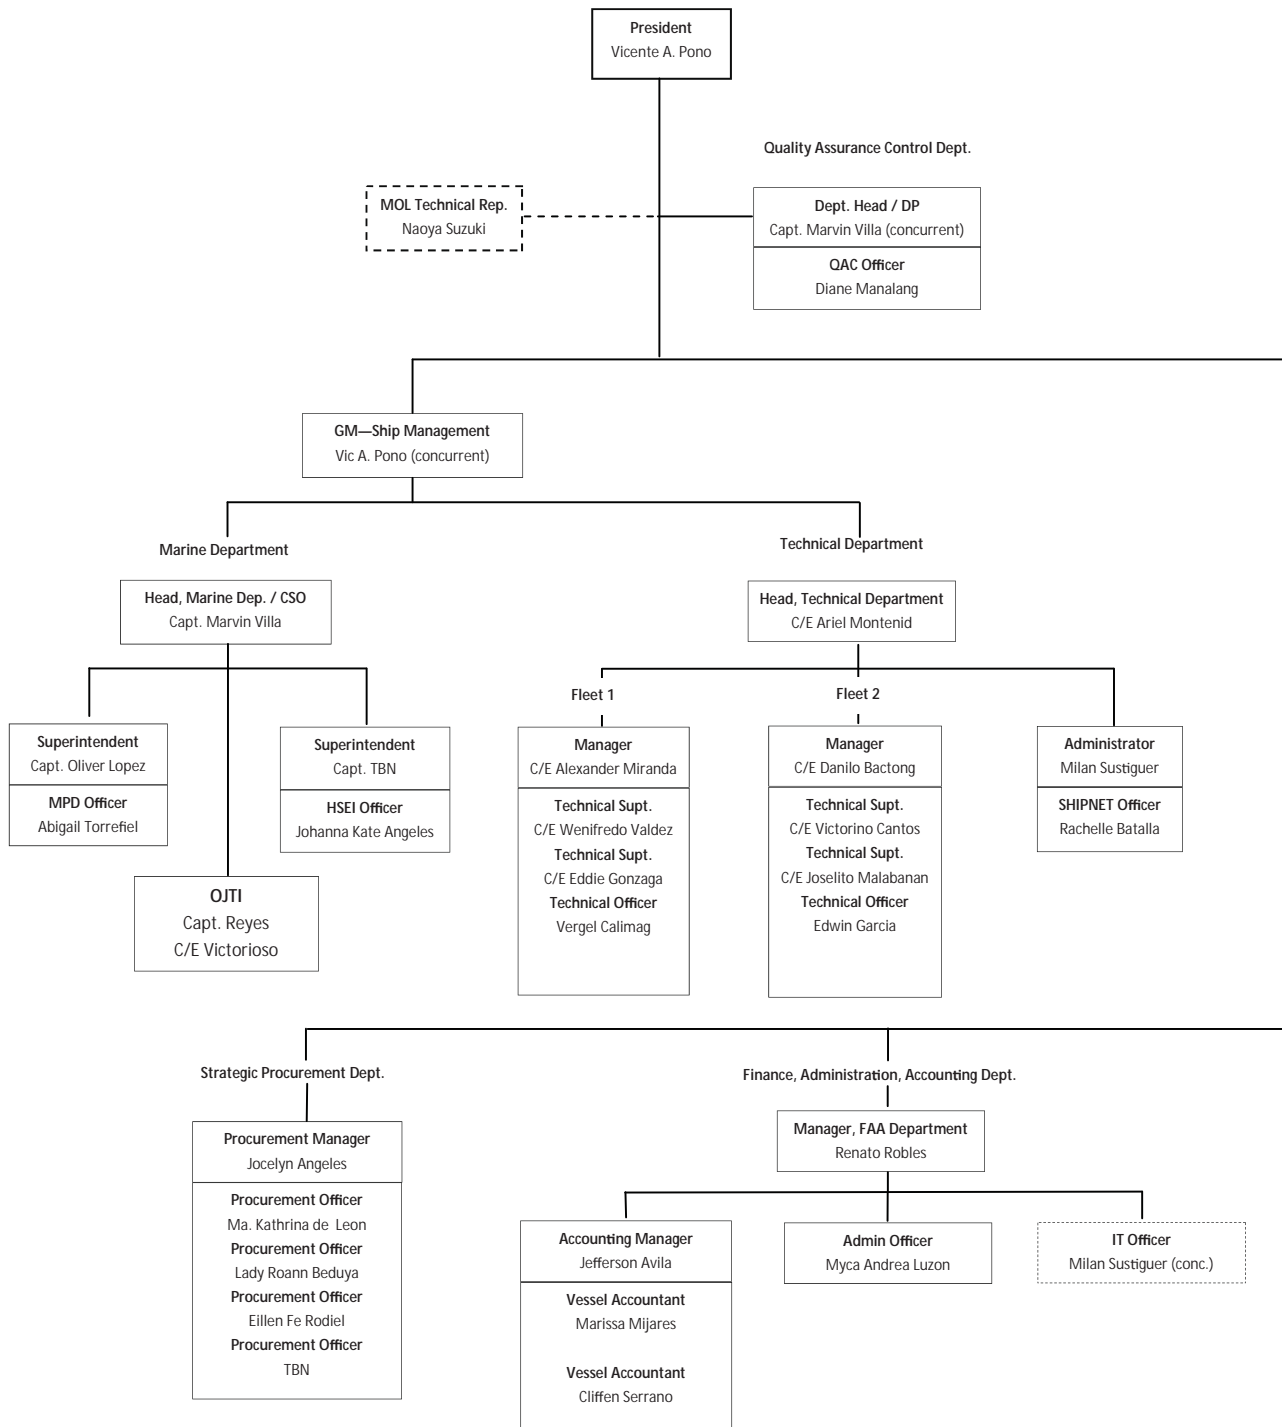 President
Vicente A. Pono
Quality Assurance Control Dept.
MOL Technical Rep.
Naoya Suzuki
Dept. Head / DP
Capt. Marvin Villa (concurrent)
QAC Officer
Diane Manalang
GM—Ship Management
Vic A. Pono (concurrent)
Marine Department
Technical Department
Head, Marine Dep. / CSO
Capt. Marvin Villa
Head, Technical Department
C/E Ariel Montenid
Fleet 1
Fleet 2
Superintendent
Capt. Oliver Lopez
MPD Officer
Abigail Torrefiel
Superintendent
Capt. TBN
HSEI Officer
Johanna Kate Angeles
OJTI
Capt. Reyes
C/E Victorioso
Manager
C/E Alexander Miranda
Technical Supt.
C/E Wenifredo Valdez
Technical Supt.
C/E Eddie Gonzaga
Technical Officer
Vergel Calimag
Manager
C/E Danilo Bactong
Technical Supt.
C/E Victorino Cantos
Technical Supt.
C/E Joselito Malabanan
Technical Officer
Edwin Garcia
Administrator
Milan Sustiguer
SHIPNET Officer
Rachelle Batalla
Strategic Procurement Dept.
Finance, Administration, Accounting Dept.
Procurement Manager
Jocelyn Angeles
Procurement Officer
Ma. Kathrina de Leon
Procurement Officer
Lady Roann Beduya
Procurement Officer
Eillen Fe Rodiel
Procurement Officer
TBN
Manager, FAA Department
Renato Robles
Accounting Manager
Jefferson Avila
Vessel Accountant
Marissa Mijares
Vessel Accountant
Cliffen Serrano
Admin Officer
Myca Andrea Luzon
IT Officer
Milan Sustiguer (conc.)